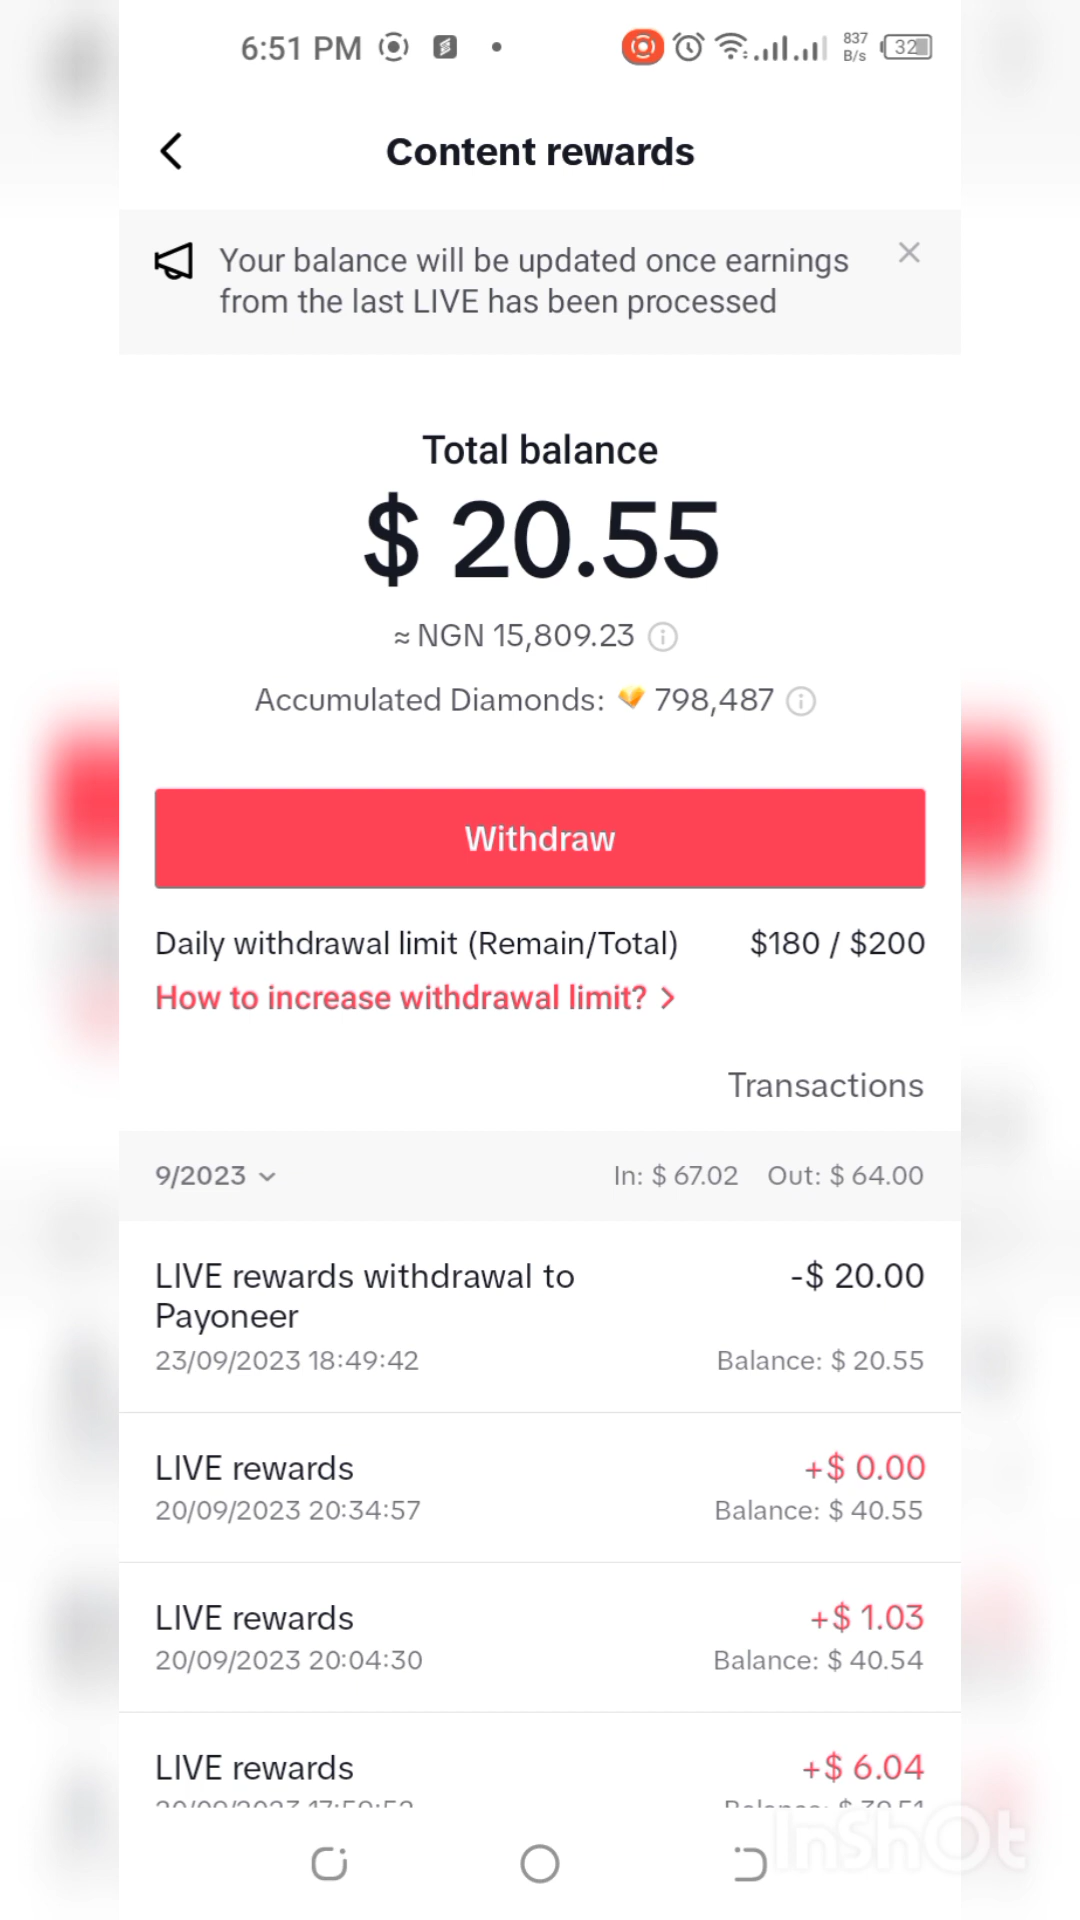 6:51 PM
837
B/s
32
Content rewards
Your balance will be updated once earnings
from the last LIVE has been processed
Total balance
$ 20.55
≈ NGN 15,809.23
Accumulated Diamonds: 798,487
Withdraw
Daily withdrawal limit (Remain/Total) $180 / $200
How to increase withdrawal limit? >
Transactions
9/2023 In: $ 67.02 Out: $ 64.00
LIVE rewards withdrawal to -$ 20.00
Payoneer
23/09/2023 18:49:42 Balance: $ 20.55
LIVE rewards +$ 0.00
20/09/2023 20:34:57 Balance: $ 40.55
LIVE rewards +$ 1.03
20/09/2023 20:04:30 Balance: $ 40.54
LIVE rewards +$ 6.04
InShOt